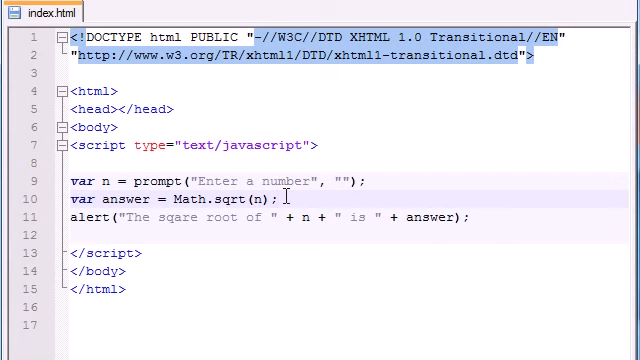 index.html
1 <!DOCTYPE html PUBLIC "-//W3C//DTD XHTML 1.0 Transitional//EN"
2 "http://www.w3.org/TR/xhtml1/DTD/xhtml1-transitional.dtd">
3
4 <html>
5 <head></head>
6 <body>
7 <script type="text/javascript">
8
9 var n = prompt("Enter a number", "");
10 var answer = Math.sqrt(n);
11 alert("The sqare root of " + n + " is " + answer);
12
13 </script>
14 </body>
15 </html>
16
17